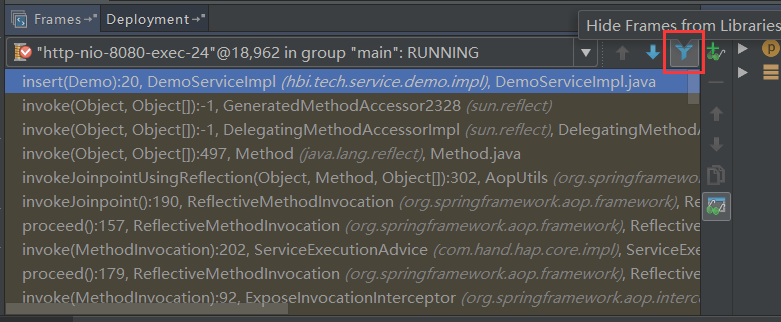 Frames Deployment
Hide Frames from Libraries
"http-nio-8080-exec-24"@18,962 in group "main": RUNNING
insert(Demo):20, DemoServiceImpl (hbi.tech.service.demo.impl), DemoServiceImpl.java
invoke(Object, Object[]):-1, GeneratedMethodAccessor2328 (sun.reflect)
invoke(Object, Object[]):-1, DelegatingMethodAccessorImpl (sun.reflect), DelegatingMethodA
invoke(Object, Object[]):497, Method (java.lang.reflect), Method.java
invokeJoinpointUsingReflection(Object, Method, Object[]):302, AopUtils (org.springframework.
invokeJoinpoint():190, ReflectiveMethodInvocation (org.springframework.aop.framework), Re
proceed():157, ReflectiveMethodInvocation (org.springframework.aop.framework), Reflective
invoke(MethodInvocation):202, ServiceExecutionAdvice (com.hand.hap.core.impl), ServiceExe
proceed():179, ReflectiveMethodInvocation (org.springframework.aop.framework), Reflective
invoke(MethodInvocation):92, ExposeInvocationInterceptor (org.springframework.aop.interc